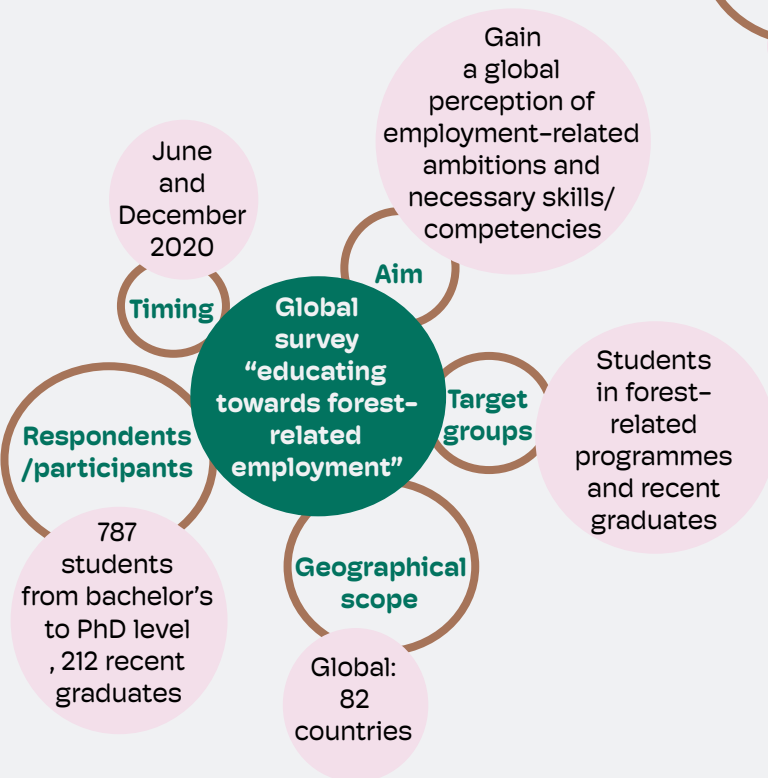 Global
survey
“educating
towards forest-
related
employment”
Aim
Gain
a global
perception of
employment-related
ambitions and
necessary skills/
competencies
Target
groups
Students
in forest-
related
programmes
and recent
graduates
Geographical
scope
Global:
82
countries
Respondents
/participants
787
students
from bachelor’s
to PhD level
, 212 recent
graduates
Timing
June
and
December
2020